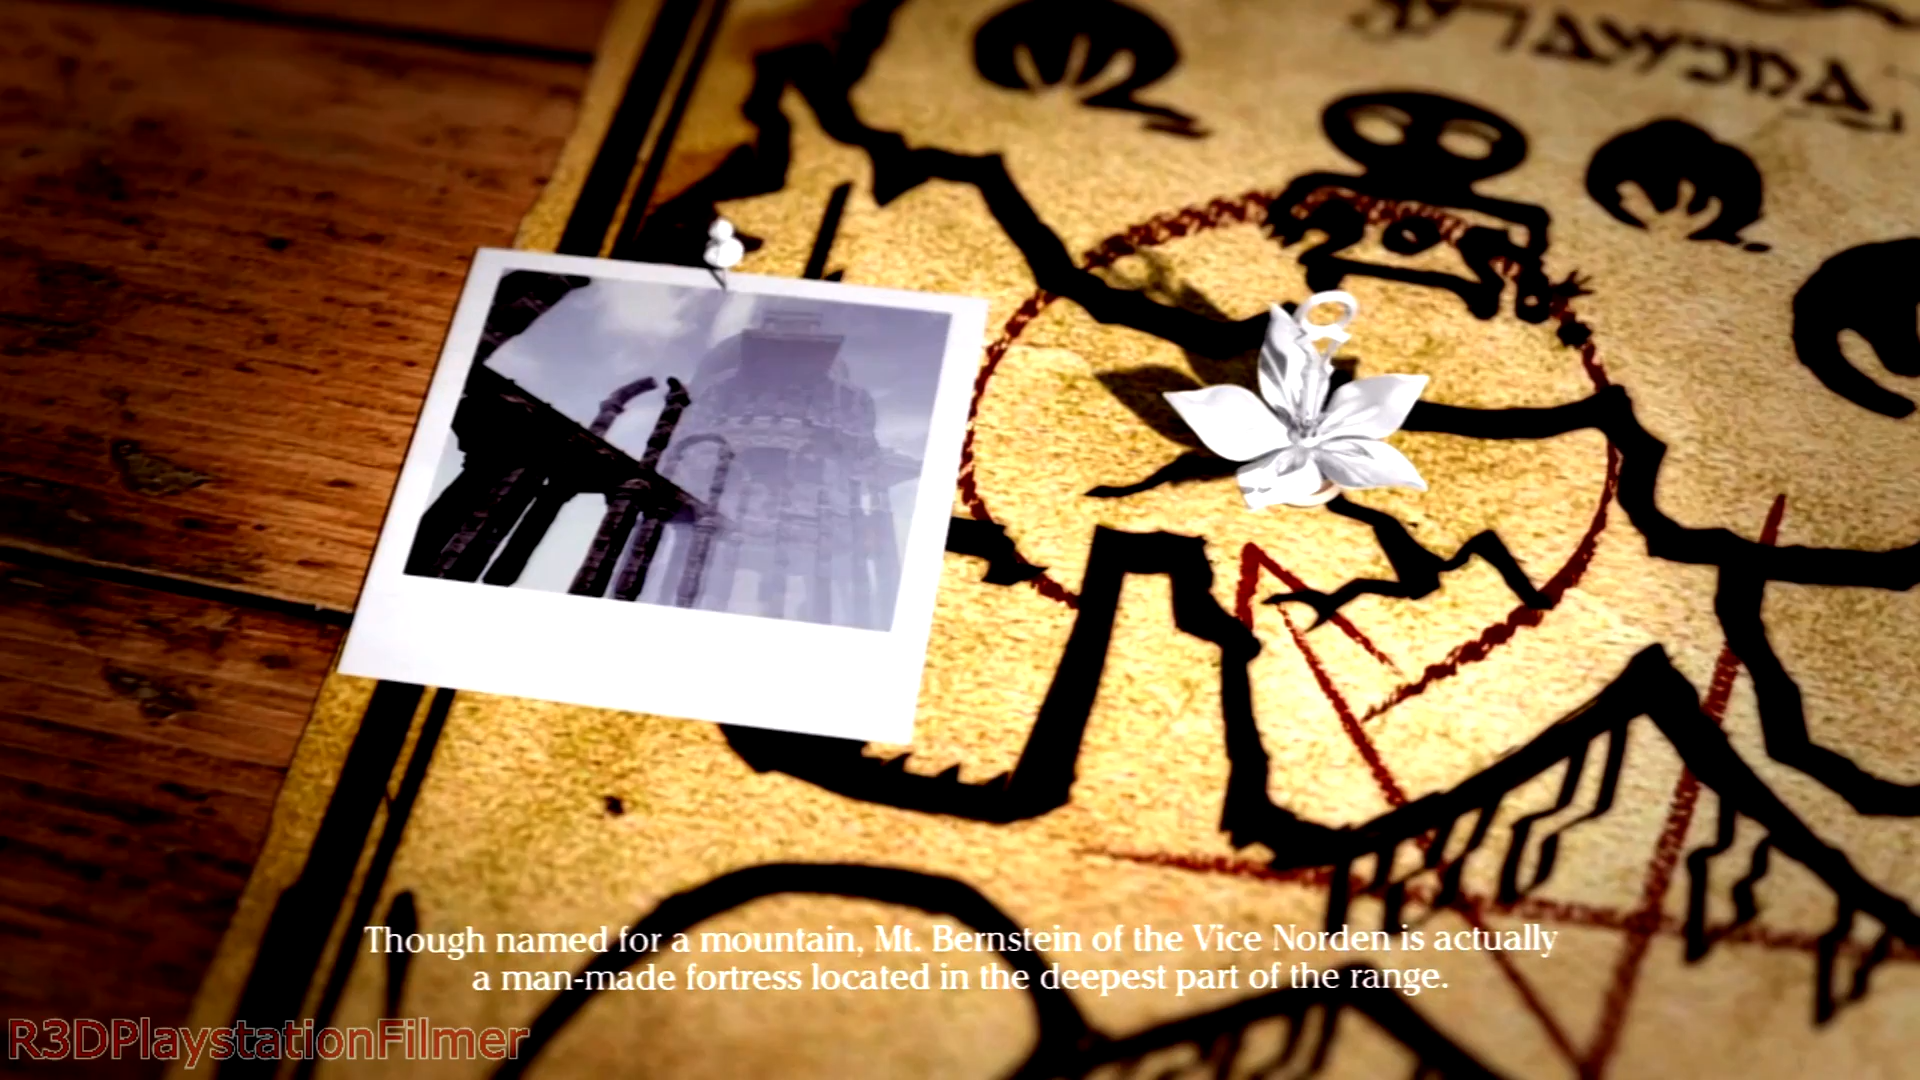 Though named for a mountain, Mt. Bernstein of the Vice Norden is actually
a man-made fortress located in the deepest part of the range.
R3DPlaystationFilmer